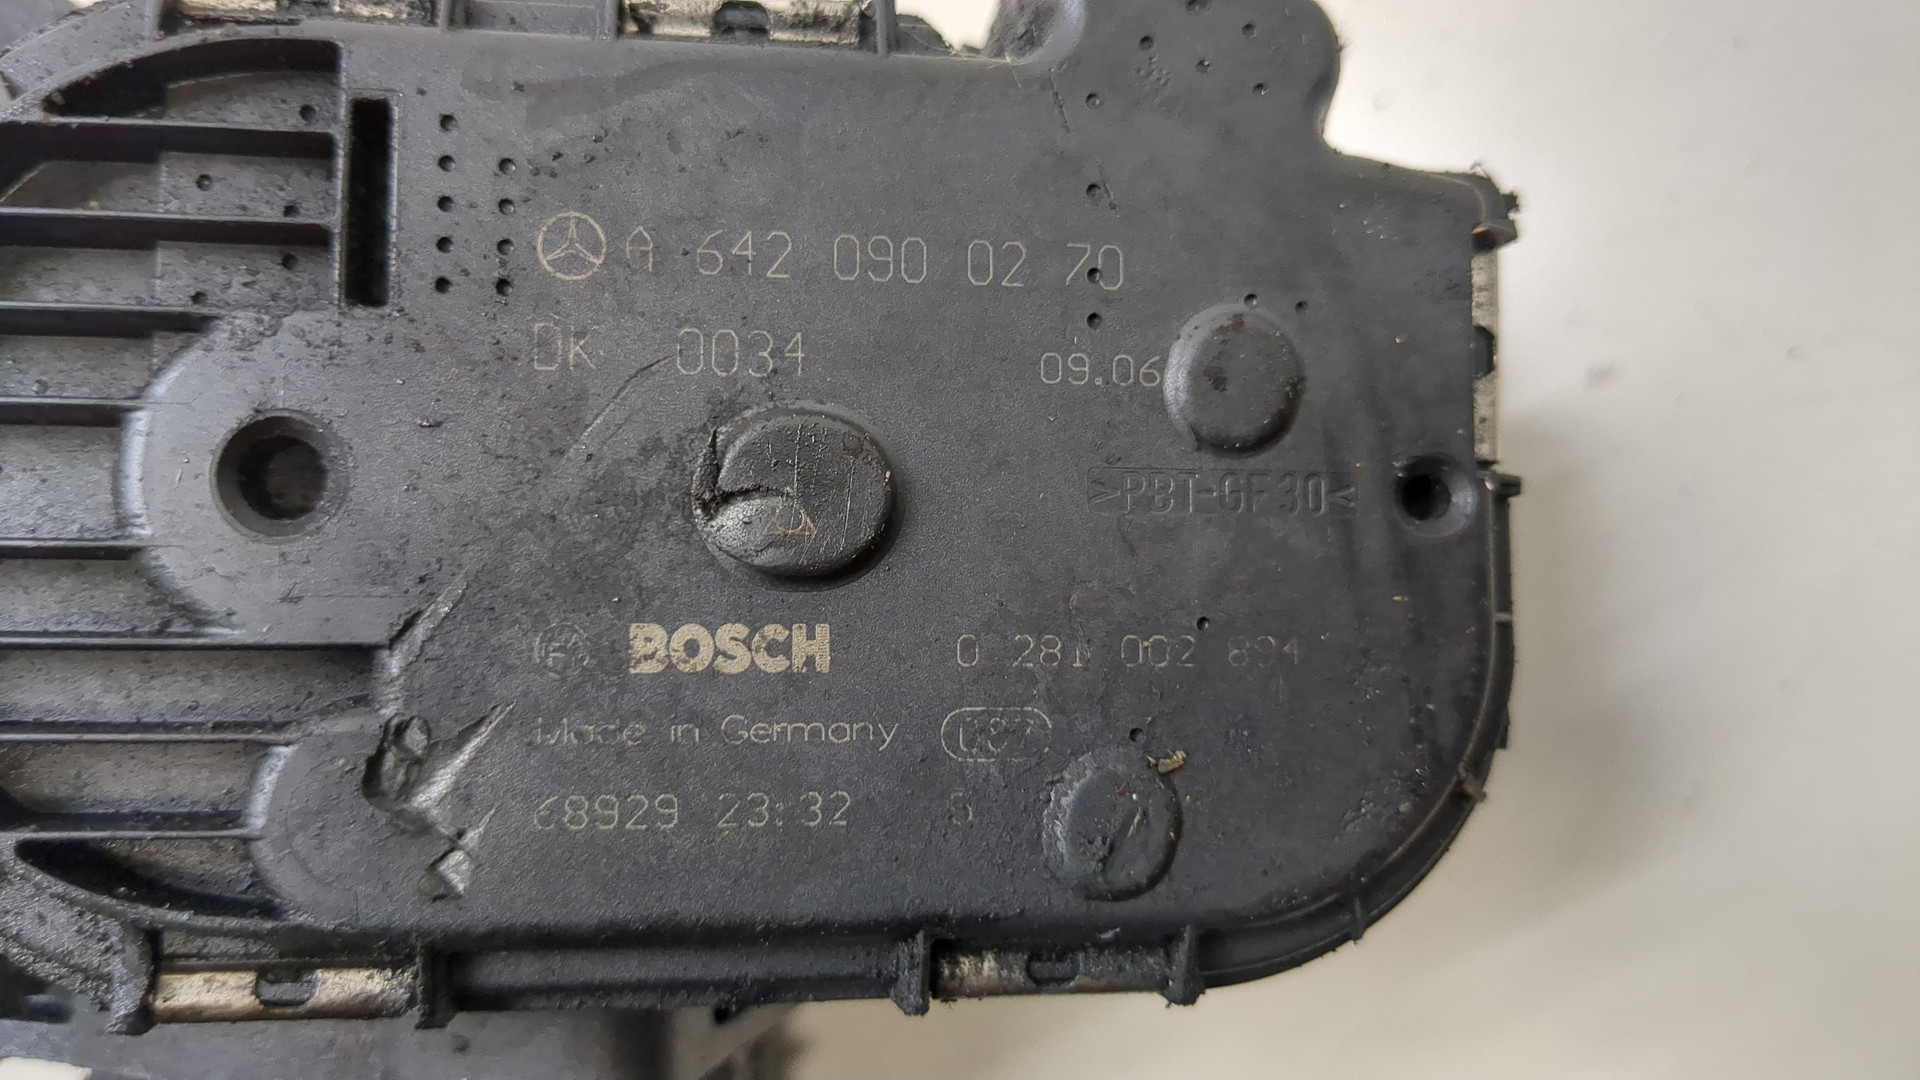 A 642 090 02 70
DK 0034 09.06
>PBT-GF30<
BOSCH 0 281 002 894
Made in Germany
68929 23:32